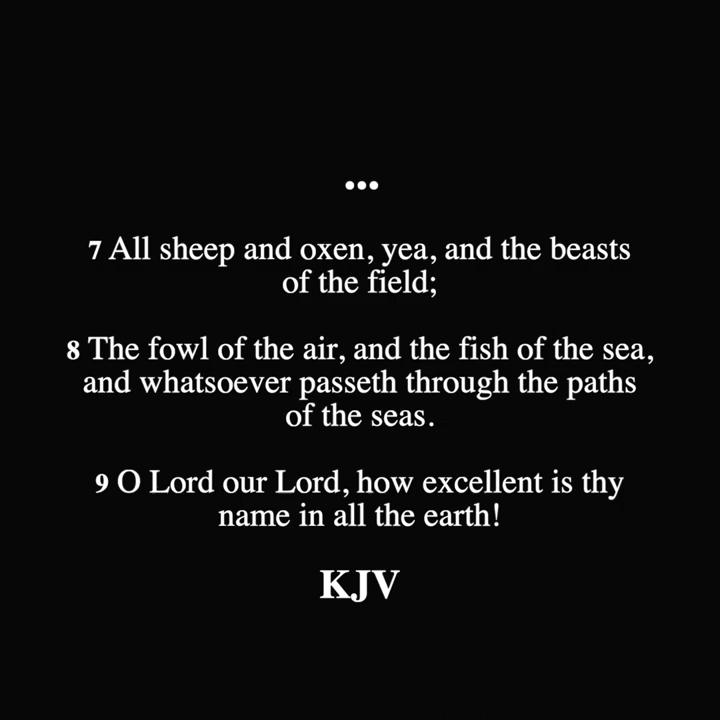 •••
7 All sheep and oxen, yea, and the beasts
of the field;
8 The fowl of the air, and the fish of the sea,
and whatsoever passeth through the paths
of the seas.
9 O Lord our Lord, how excellent is thy
name in all the earth!
KJV